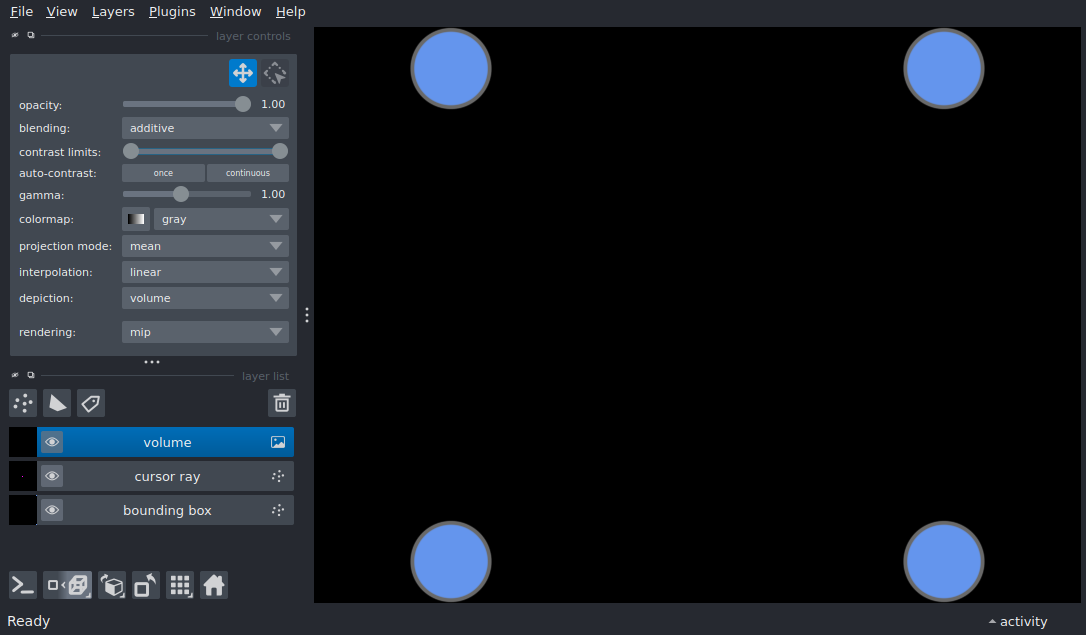 File View Layers Plugins Window Help
layer controls
opacity: 1.00
blending: additive
contrast limits:
auto-contrast: once continuous
gamma: 1.00
colormap: gray
projection mode: mean
interpolation: linear
depiction: volume
rendering: mip
layer list
volume
cursor ray
bounding box
Ready activity